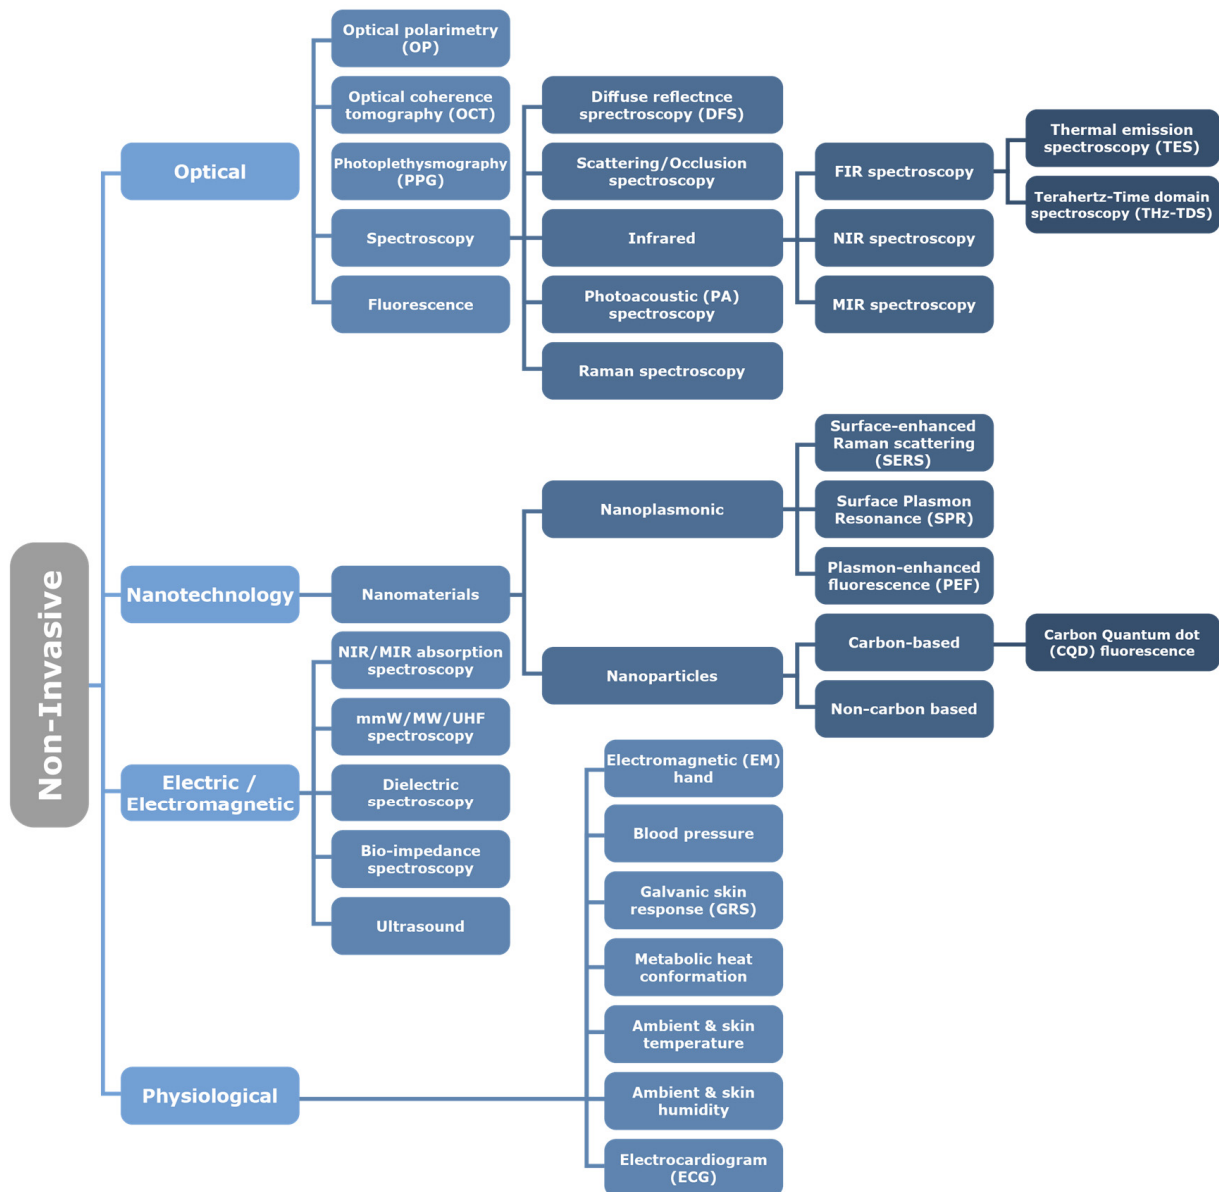 Non-Invasive
Optical
Optical polarimetry
(OP)
Optical coherence
tomography (OCT)
Photoplethysmography
(PPG)
Spectroscopy
Fluorescence
Diffuse reflectnce
sprectroscopy (DFS)
Scattering/Occlusion
spectroscopy
Infrared
Photoacoustic (PA)
spectroscopy
Raman spectroscopy
FIR spectroscopy
NIR spectroscopy
MIR spectroscopy
Thermal emission
spectroscopy (TES)
Terahertz-Time domain
spectroscopy (THz-TDS)
Nanotechnology
Nanomaterials
Nanoplasmonic
Surface-enhanced
Raman scattering
(SERS)
Surface Plasmon
Resonance (SPR)
Plasmon-enhanced
fluorescence (PEF)
Nanoparticles
Carbon-based
Non-carbon based
Carbon Quantum dot
(CQD) fluorescence
Electric /
Electromagnetic
NIR/MIR absorption
spectroscopy
mmW/MW/UHF
spectroscopy
Dielectric
spectroscopy
Bio-impedance
spectroscopy
Ultrasound
Physiological
Electromagnetic (EM)
hand
Blood pressure
Galvanic skin
response (GRS)
Metabolic heat
conformation
Ambient & skin
temperature
Ambient & skin
humidity
Electrocardiogram
(ECG)